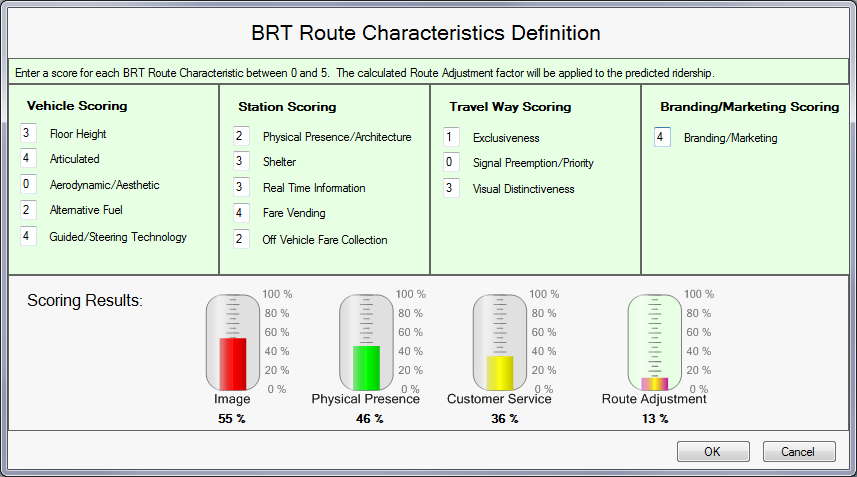 BRT Route Characteristics Definition
Enter a score for each BRT Route Characteristic between 0 and 5. The calculated Route Adjustment factor will be applied to the predicted ridership.
Vehicle Scoring
3 Floor Height
4 Articulated
0 Aerodynamic/Aesthetic
2 Alternative Fuel
4 Guided/Steering Technology
Station Scoring
2 Physical Presence/Architecture
3 Shelter
3 Real Time Information
4 Fare Vending
2 Off Vehicle Fare Collection
Travel Way Scoring
1 Exclusiveness
0 Signal Preemption/Priority
3 Visual Distinctiveness
Branding/Marketing Scoring
4 Branding/Marketing
Scoring Results:
100 %
80 %
60 %
40 %
20 %
0 %
Image
55 %
100 %
80 %
60 %
40 %
20 %
0 %
Physical Presence
46 %
100 %
80 %
60 %
40 %
20 %
0 %
Customer Service
36 %
100 %
80 %
60 %
40 %
20 %
0 %
Route Adjustment
13 %
OK
Cancel